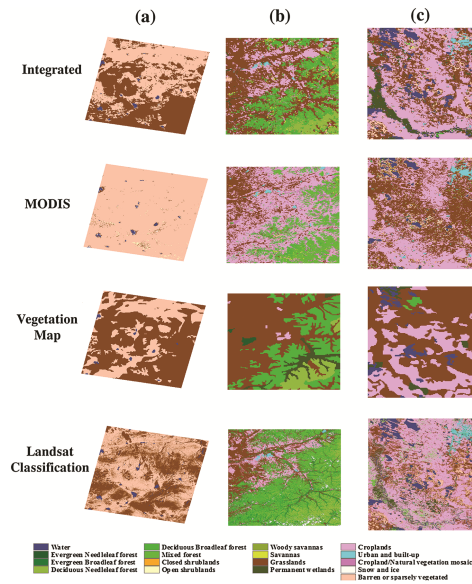 (a) (b) (c)
Integrated
MODIS
Vegetation
Map
Landsat
Classification
Water
Evergreen Needleleaf forest
Evergreen Broadleaf forest
Deciduous Needleleaf forest
Deciduous Broadleaf forest
Mixed forest
Closed shrublands
Open shrublands
Woody savannas
Savannas
Grasslands
Permanent wetlands
Croplands
Urban and built-up
Cropland/Natural vegetation mosaic
Snow and ice
Barren or sparsely vegetated